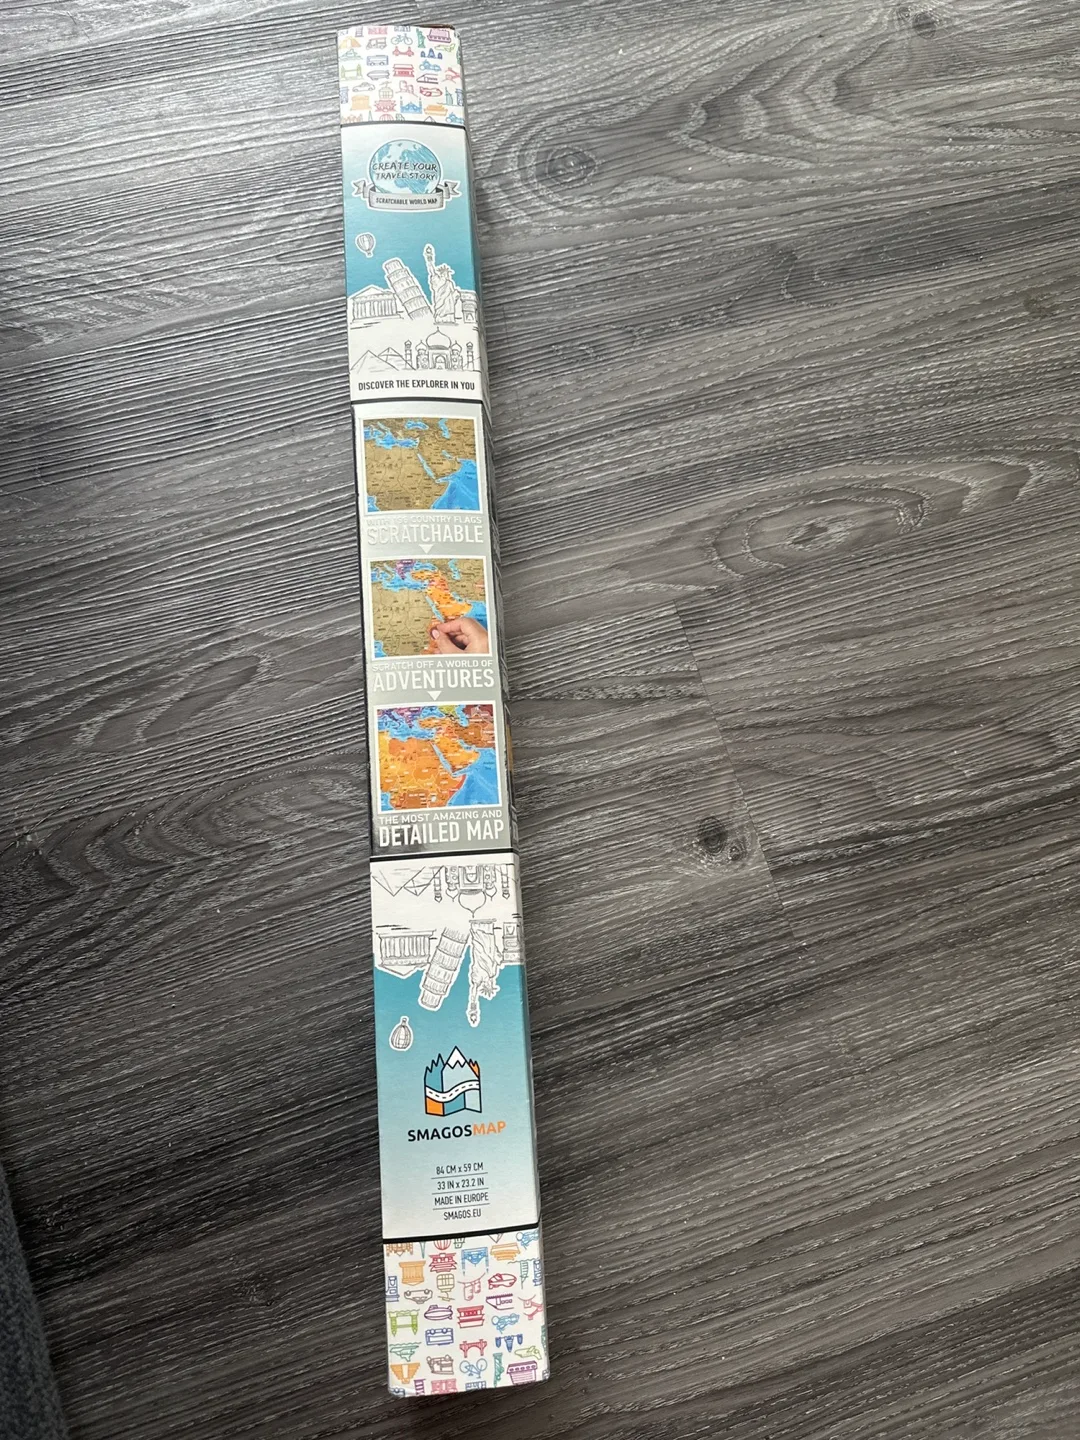 CREATE YOUR
TRAVEL STORY
SCRATCHABLE WORLD MAP
DISCOVER THE EXPLORER IN YOU
COUNTRY FLAGS
SCRATCHABLE
SCRATCH OFF A WORLD OF
ADVENTURES
THE MOST AMAZING AND
DETAILED MAP
SMAGOSMAP
84 CM x 59 CM
33 IN x 23.2 IN
MADE IN EUROPE
SMAGOS.EU